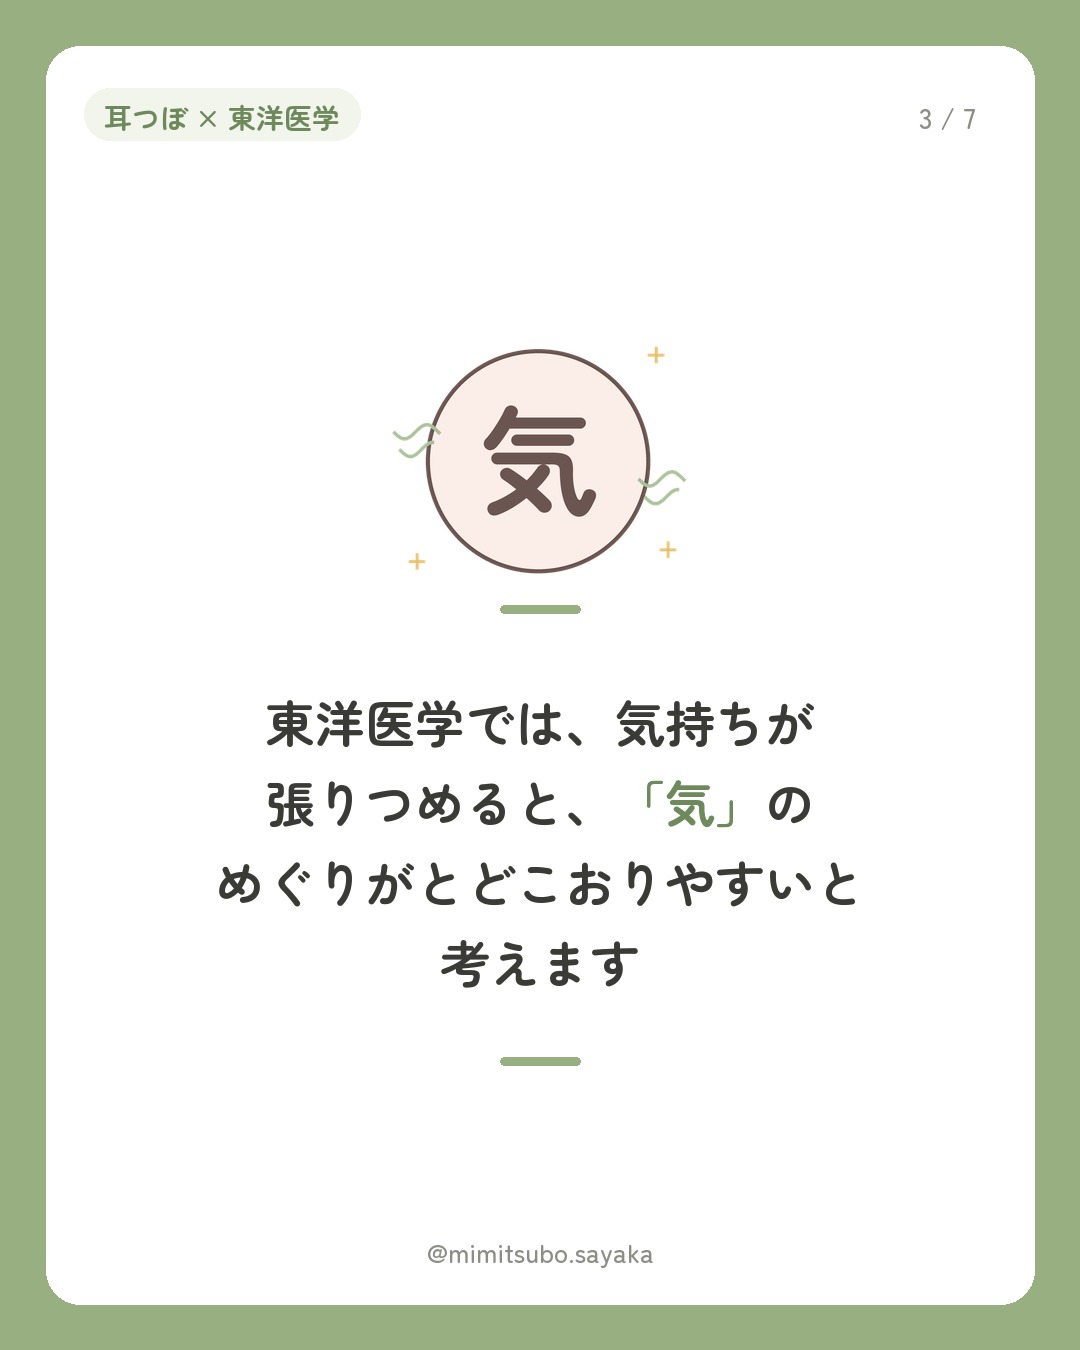 耳つぼ × 東洋医学
3 / 7
気
東洋医学では、気持ちが
張りつめると、「気」の
めぐりがとどこおりやすいと
考えます
@mimitsubo.sayaka